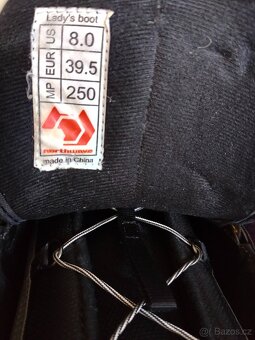 Lady's boot
US 8.0
EUR 39.5
MP 250
northwave
made in China
Bazos.cz